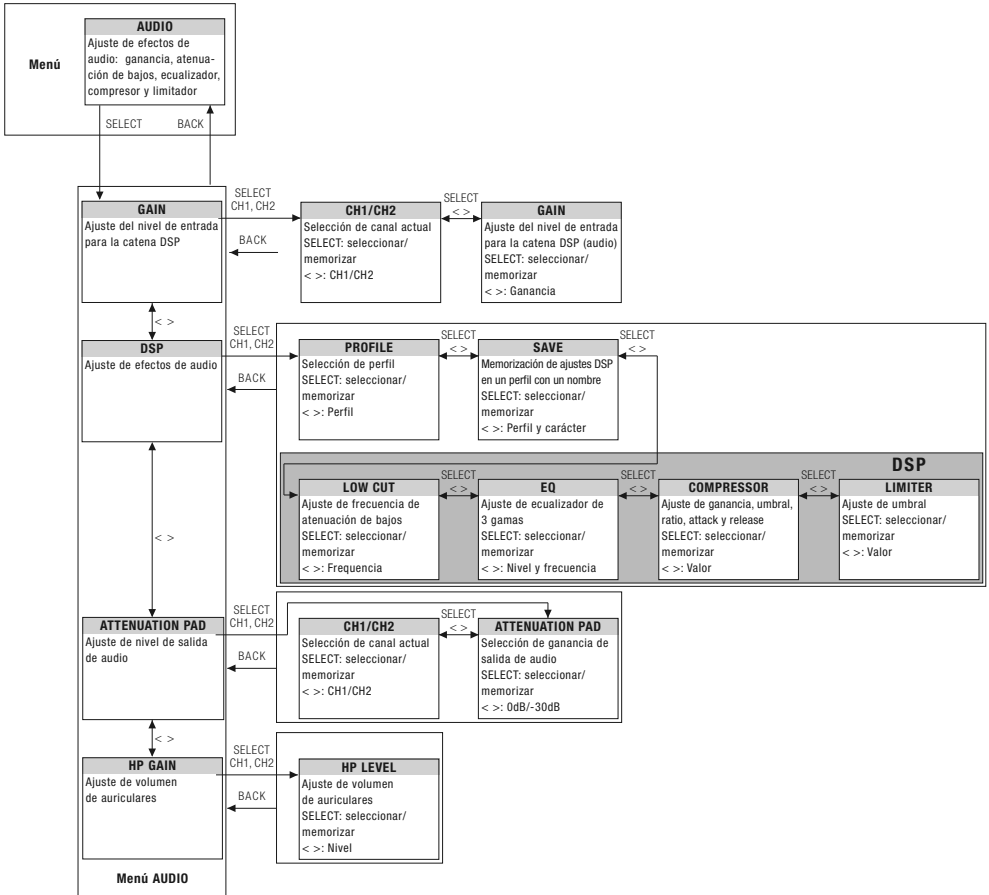 AUDIO
Ajuste de efectos de
audio: ganancia, atenua-
ción de bajos, ecualizador,
compresor y limitador
Menú
SELECT
BACK
GAIN
Ajuste del nivel de entrada
para la catena DSP
SELECT
CH1, CH2
BACK
CH1/CH2
Selección de canal actual
SELECT: seleccionar/
memorizar
< >: CH1/CH2
SELECT
< >
GAIN
Ajuste del nivel de entrada
para la catena DSP (audio)
SELECT: seleccionar/
memorizar
< >: Ganancia
< >
DSP
Ajuste de efectos de audio
SELECT
CH1, CH2
BACK
PROFILE
Selección de perfil
SELECT: seleccionar/
memorizar
< >: Perfil
SELECT
< >
SAVE
Memorización de ajustes DSP
en un perfil con un nombre
SELECT: seleccionar/
memorizar
< >: Perfil y carácter
SELECT
< >
DSP
LOW CUT
Ajuste de frecuencia de
atenuación de bajos
SELECT: seleccionar/
memorizar
< >: Frequencia
SELECT
< >
EQ
Ajuste de ecualizador de
3 gamas
SELECT: seleccionar/
memorizar
< >: Nivel y frecuencia
SELECT
< >
COMPRESSOR
Ajuste de ganancia, umbral,
ratio, attack y release
SELECT: seleccionar/
memorizar
< >: Valor
SELECT
< >
LIMITER
Ajuste de umbral
SELECT: seleccionar/
memorizar
< >: Valor
< >
ATTENUATION PAD
Ajuste de nivel de salida
de audio
SELECT
CH1, CH2
BACK
CH1/CH2
Selección de canal actual
SELECT: seleccionar/
memorizar
< >: CH1/CH2
SELECT
< >
ATTENUATION PAD
Selección de ganancia de
salida de audio
SELECT: seleccionar/
memorizar
< >: 0dB/-30dB
< >
HP GAIN
Ajuste de volumen
de auriculares
SELECT
CH1, CH2
BACK
HP LEVEL
Ajuste de volumen
de auriculares
SELECT: seleccionar/
memorizar
< >: Nivel
Menú AUDIO